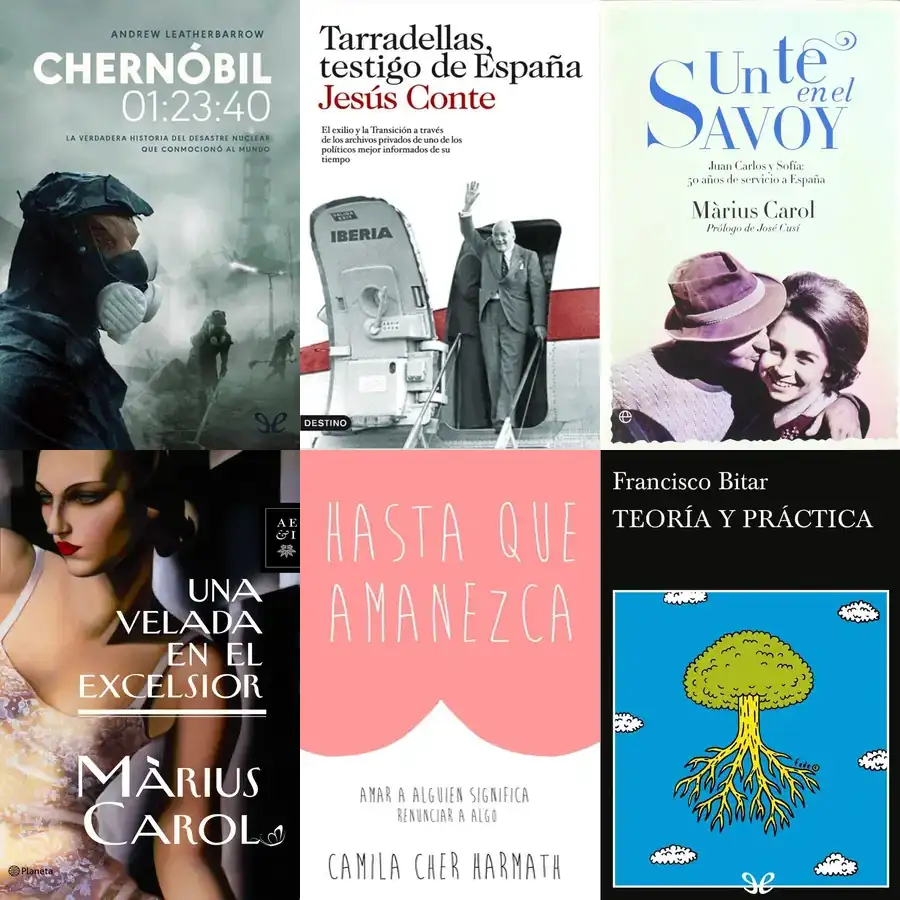 ANDREW LEATHERBARROW
CHERNÓBIL
01:23:40
LA VERDADERA HISTORIA DEL DESASTRE NUCLEAR
QUE CONMOCIONÓ AL MUNDO
Tarradellas,
testigo de España
Jesús Conte
El exilio y la Transición a través
de los archivos privados de uno de los
políticos mejor informados de su
tiempo
IBERIA
DESTINO
Un te
en el
SAVOY
Juan Carlos y Sofía:
50 años de servicio a España
Màrius Carol
Prólogo de José Cusí
AE
&I
UNA
VELADA
EN EL
EXCELSIOR
MÀRIUS
CAROL
Planeta
HASTA QUE
AMANEZCA
AMAR A ALGUIEN SIGNIFICA
RENUNCIAR A ALGO
CAMILA CHER HARMATH
Francisco Bitar
TEORÍA Y PRÁCTICA